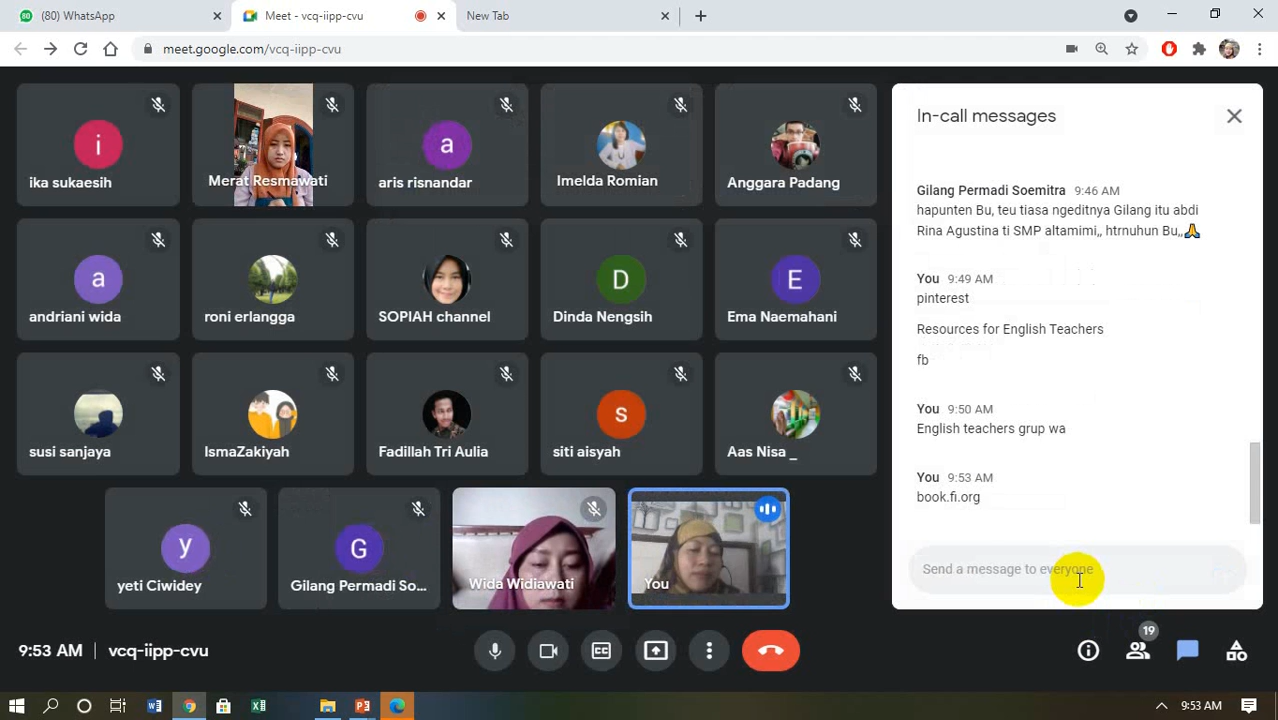 (80) WhatsApp
Meet - vcq-iipp-cvu
New Tab
meet.google.com/vcq-iipp-cvu
i
ika sukaesih
Merat Resmawati
a
aris risnandar
Imelda Romian
Anggara Padang
a
andriani wida
roni erlangga
SOPIAH channel
D
Dinda Nengsih
E
Ema Naemahani
susi sanjaya
IsmaZakiyah
Fadillah Tri Aulia
s
siti aisyah
Aas Nisa _
y
yeti Ciwidey
G
Gilang Permadi So...
Wida Widiawati
You
In-call messages
Gilang Permadi Soemitra 9:46 AM
hapunten Bu, teu tiasa ngeditnya Gilang itu abdi
Rina Agustina ti SMP altamimi,, htrnuhun Bu,,🙏
You 9:49 AM
pinterest
Resources for English Teachers
fb
You 9:50 AM
English teachers grup wa
You 9:53 AM
book.fi.org
Send a message to everyone
9:53 AM | vcq-iipp-cvu
19
9:53 AM